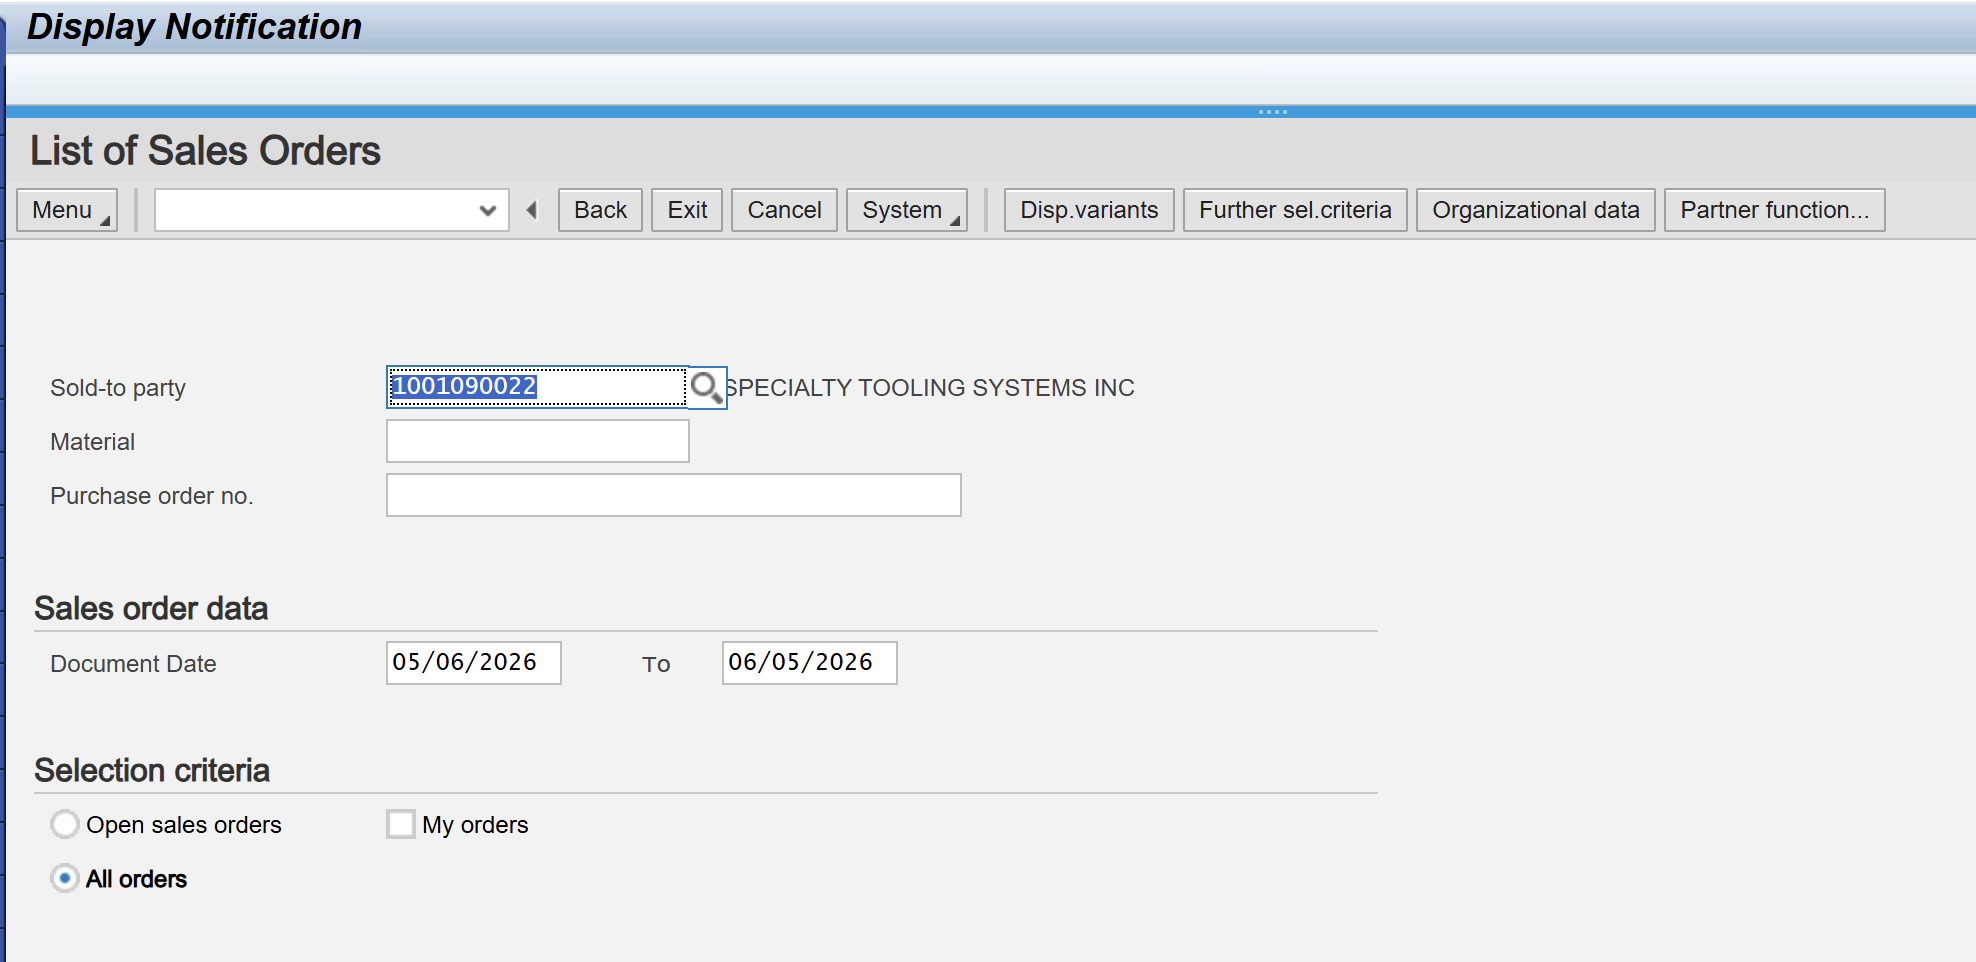 Display Notification
List of Sales Orders
Menu Back Exit Cancel System Disp.variants Further sel.criteria Organizational data Partner function...
Sold-to party 1001090022 SPECIALTY TOOLING SYSTEMS INC
Material
Purchase order no.
Sales order data
Document Date 05/06/2026 To 06/05/2026
Selection criteria
Open sales orders My orders
All orders